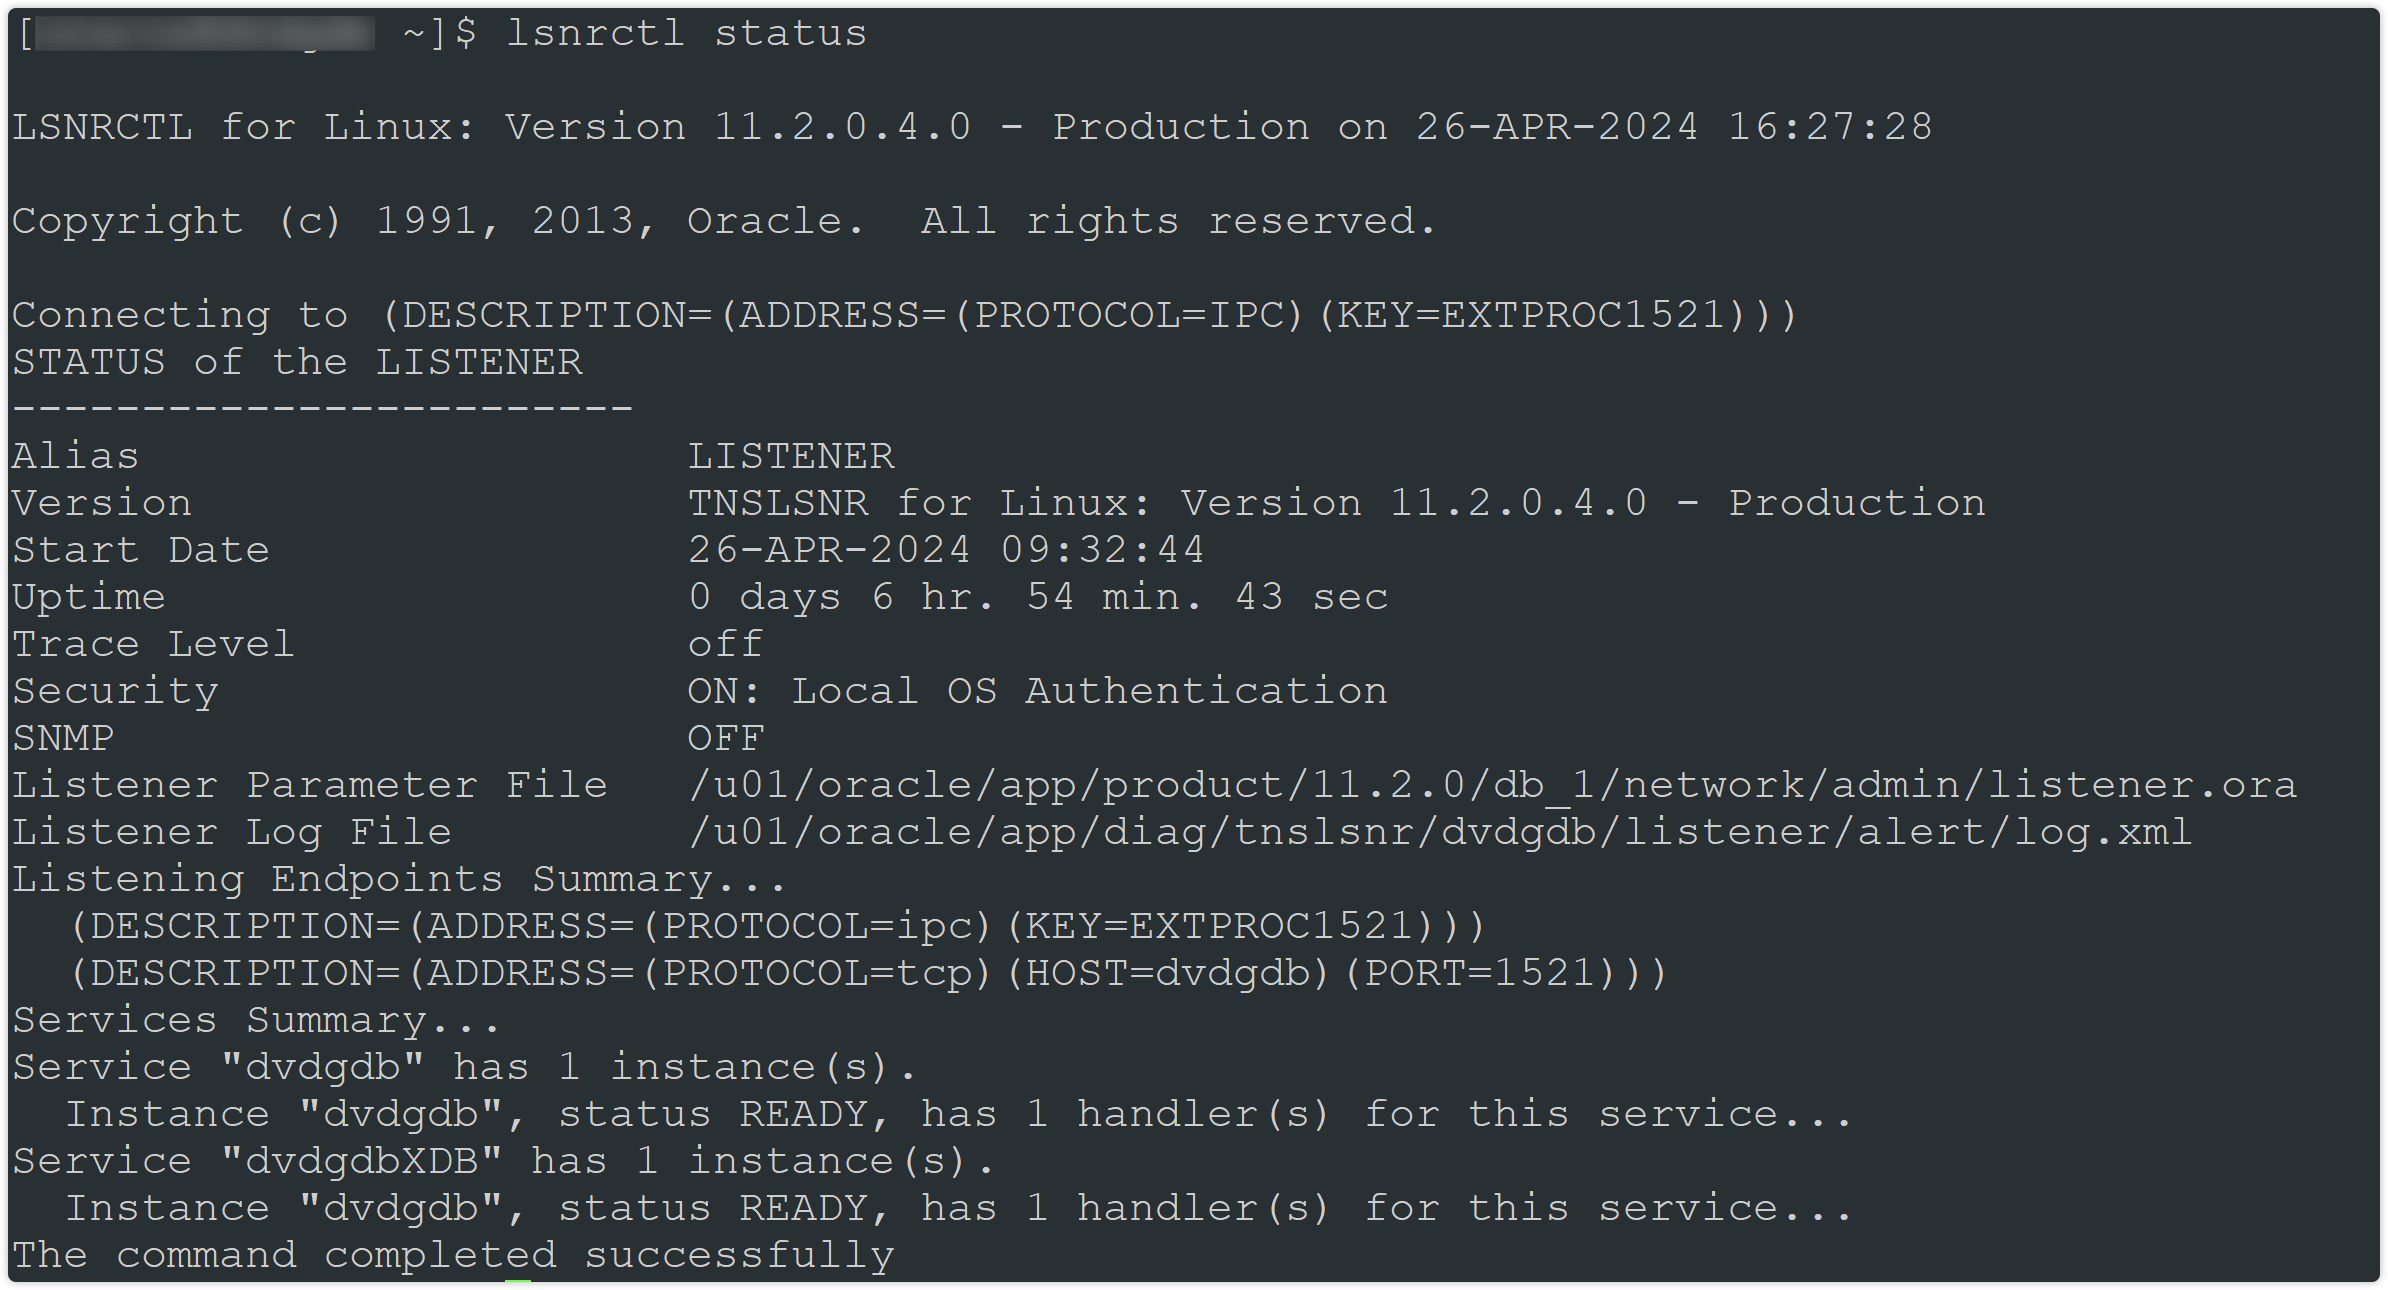 [ ~]$ lsnrctl status
LSNRCTL for Linux: Version 11.2.0.4.0 - Production on 26-APR-2024 16:27:28
Copyright (c) 1991, 2013, Oracle.  All rights reserved.
Connecting to (DESCRIPTION=(ADDRESS=(PROTOCOL=IPC)(KEY=EXTPROC1521)))
STATUS of the LISTENER
------------------------
Alias                     LISTENER
Version                   TNSLSNR for Linux: Version 11.2.0.4.0 - Production
Start Date                26-APR-2024 09:32:44
Uptime                    0 days 6 hr. 54 min. 43 sec
Trace Level               off
Security                  ON: Local OS Authentication
SNMP                      OFF
Listener Parameter File   /u01/oracle/app/product/11.2.0/db_1/network/admin/listener.ora
Listener Log File         /u01/oracle/app/diag/tnslsnr/dvdgdb/listener/alert/log.xml
Listening Endpoints Summary...
  (DESCRIPTION=(ADDRESS=(PROTOCOL=ipc)(KEY=EXTPROC1521)))
  (DESCRIPTION=(ADDRESS=(PROTOCOL=tcp)(HOST=dvdgdb)(PORT=1521)))
Services Summary...
Service "dvdgdb" has 1 instance(s).
  Instance "dvdgdb", status READY, has 1 handler(s) for this service...
Service "dvdgdbXDB" has 1 instance(s).
  Instance "dvdgdb", status READY, has 1 handler(s) for this service...
The command completed successfully